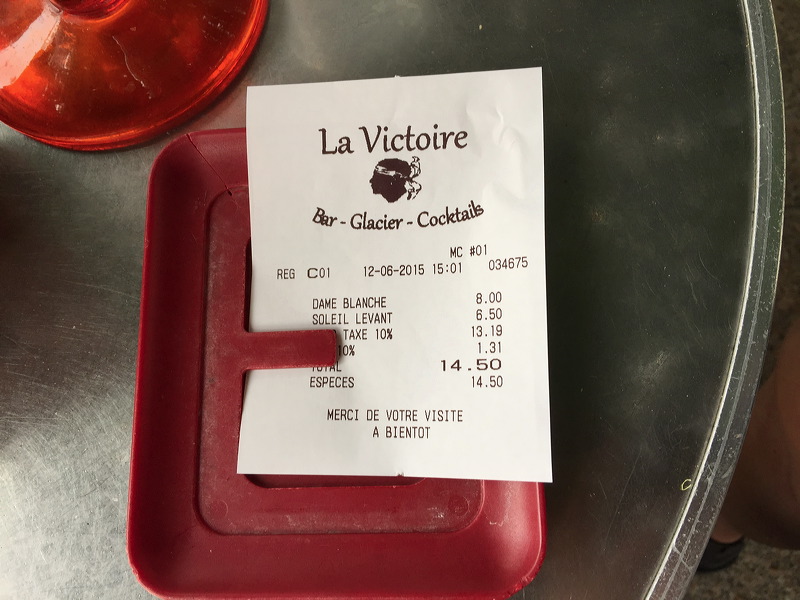 La Victoire
Bar - Glacier - Cocktails
MC #01
REG C01 12-06-2015 15:01 034675
DAME BLANCHE 8.00
SOLEIL LEVANT 6.50
TAXE 10% 13.19
10% 1.31
TOTAL 14.50
ESPECES 14.50
MERCI DE VOTRE VISITE
A BIENTOT